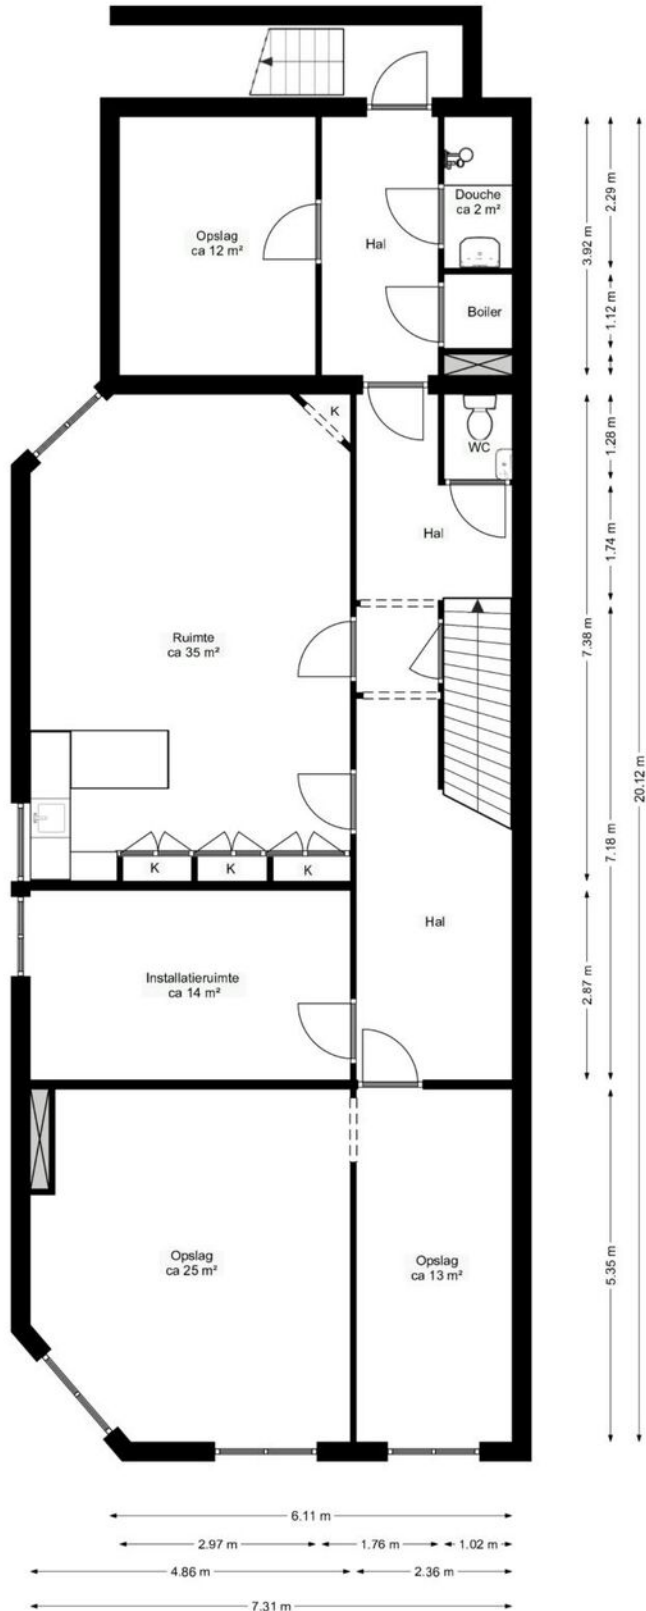 Opslag
ca 12 m²
Hal
Douche
ca 2 m²
Boiler
K
WC
Hal
Ruimte
ca 35 m²
K
K
K
Hal
Installatieruimte
ca 14 m²
Opslag
ca 25 m²
Opslag
ca 13 m²
3.92 m
2.29 m
1.12 m
1.28 m
1.74 m
7.38 m
20.12 m
7.18 m
2.87 m
5.35 m
6.11 m
2.97 m
1.76 m
1.02 m
4.86 m
2.36 m
7.31 m